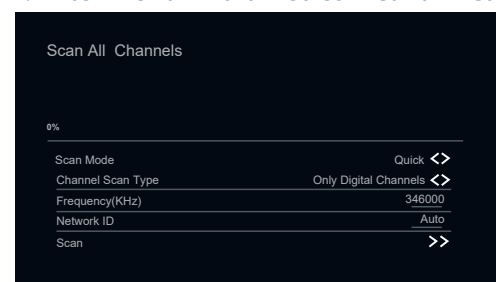 Scan All Channels
0%
Scan Mode Quick <>
Channel Scan Type Only Digital Channels <>
Frequency(KHz) 346000
Network ID Auto
Scan >>